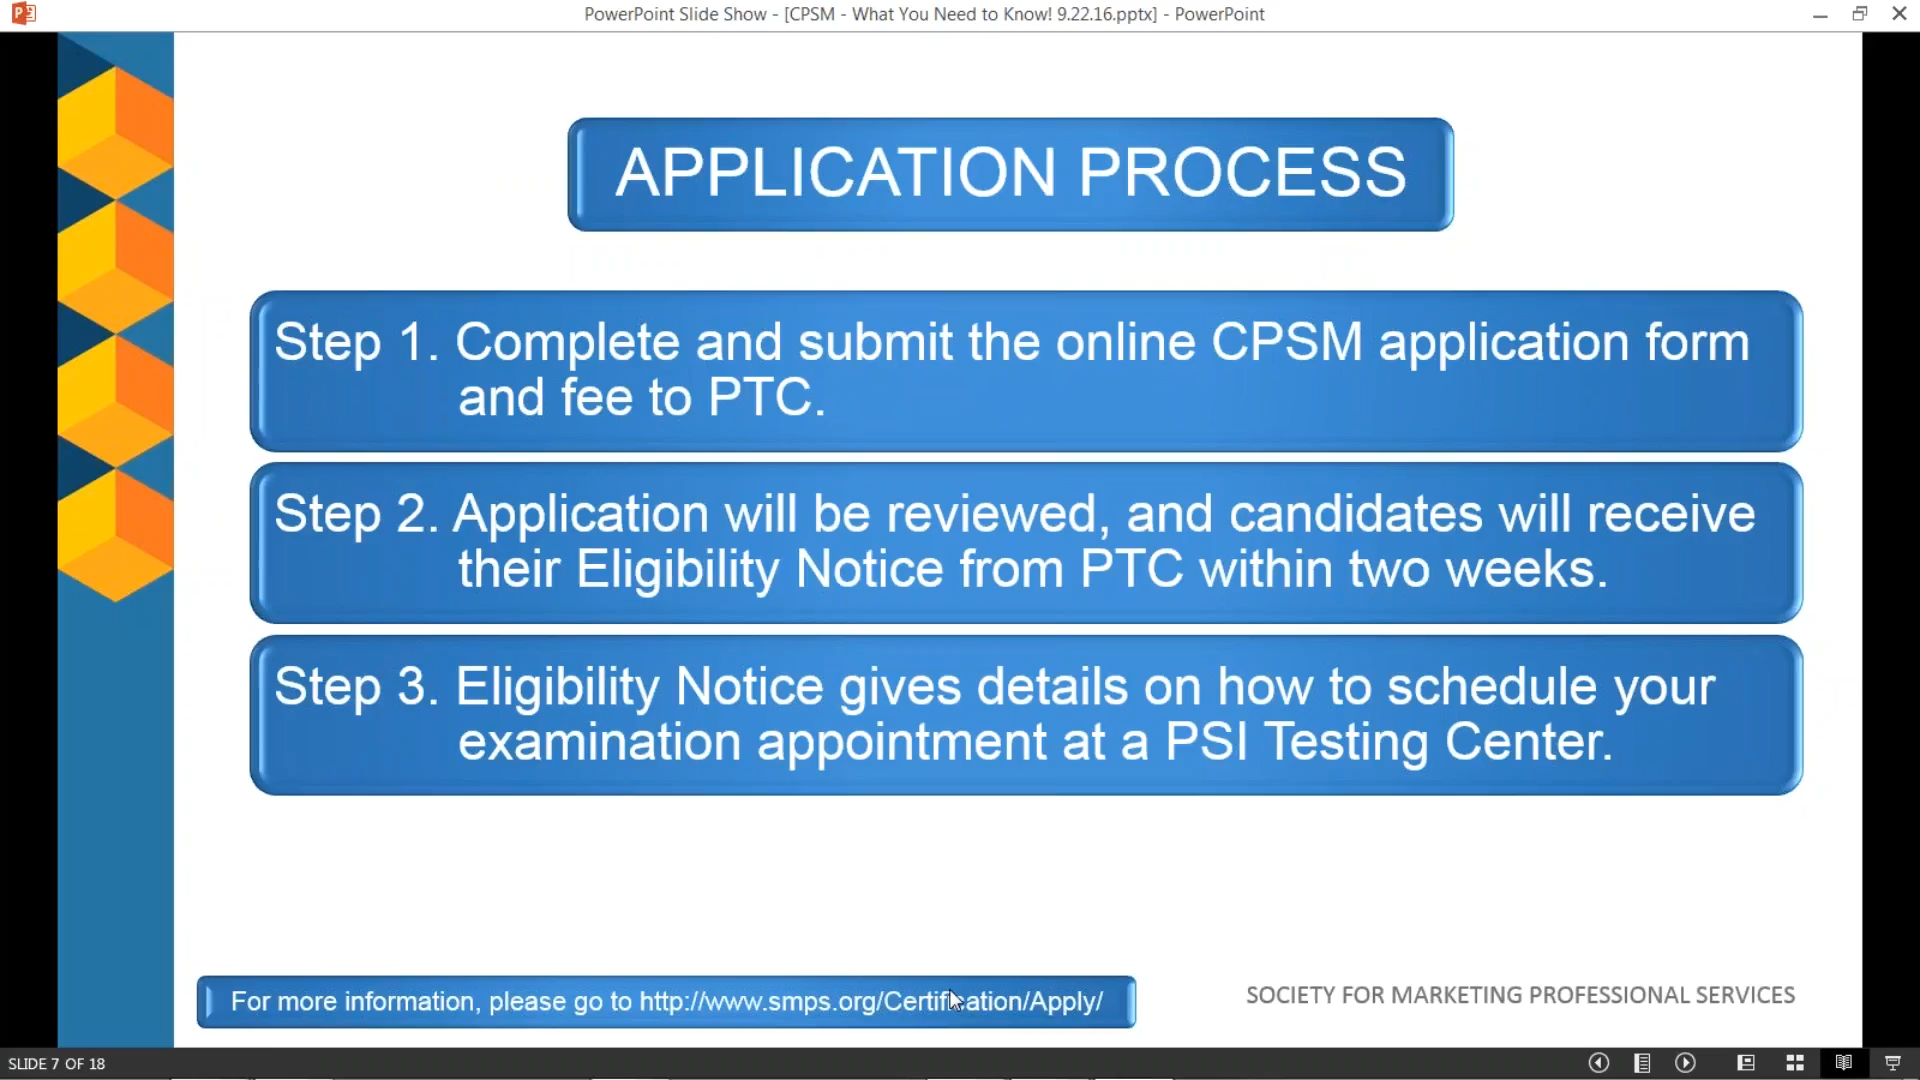 PowerPoint Slide Show - [CPSM - What You Need to Know! 9.22.16.pptx] - PowerPoint
APPLICATION PROCESS
Step 1. Complete and submit the online CPSM application form
and fee to PTC.
Step 2. Application will be reviewed, and candidates will receive
their Eligibility Notice from PTC within two weeks.
Step 3. Eligibility Notice gives details on how to schedule your
examination appointment at a PSI Testing Center.
For more information, please go to http://www.smps.org/Certification/Apply/
SOCIETY FOR MARKETING PROFESSIONAL SERVICES
SLIDE 7 OF 18